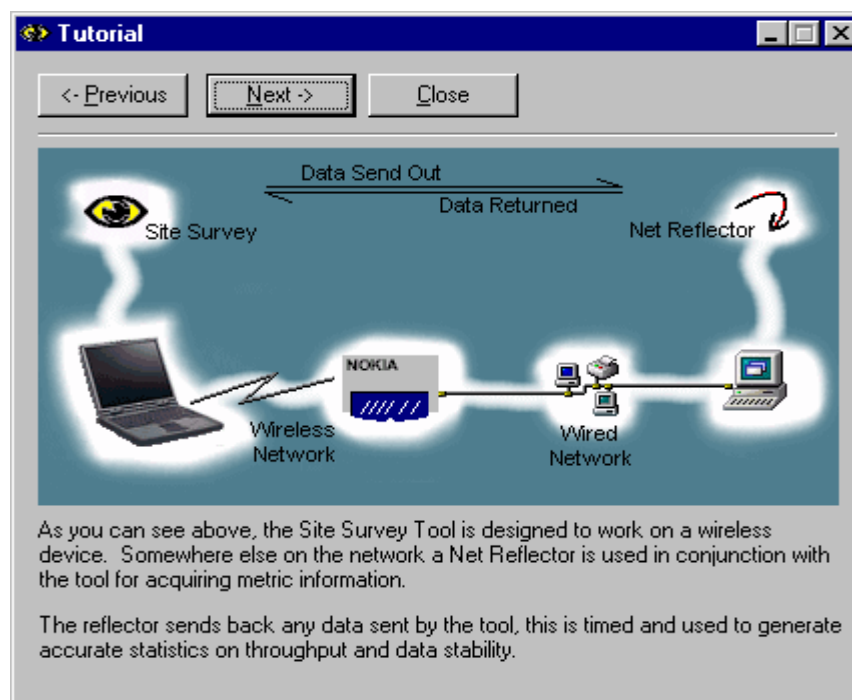 Tutorial
<- Previous
Next ->
Close
Data Send Out
Data Returned
Site Survey
Net Reflector
NOKIA
Wireless
Network
Wired
Network
As you can see above, the Site Survey Tool is designed to work on a wireless
device. Somewhere else on the network a Net Reflector is used in conjunction with
the tool for acquiring metric information.
The reflector sends back any data sent by the tool, this is timed and used to generate
accurate statistics on throughput and data stability.